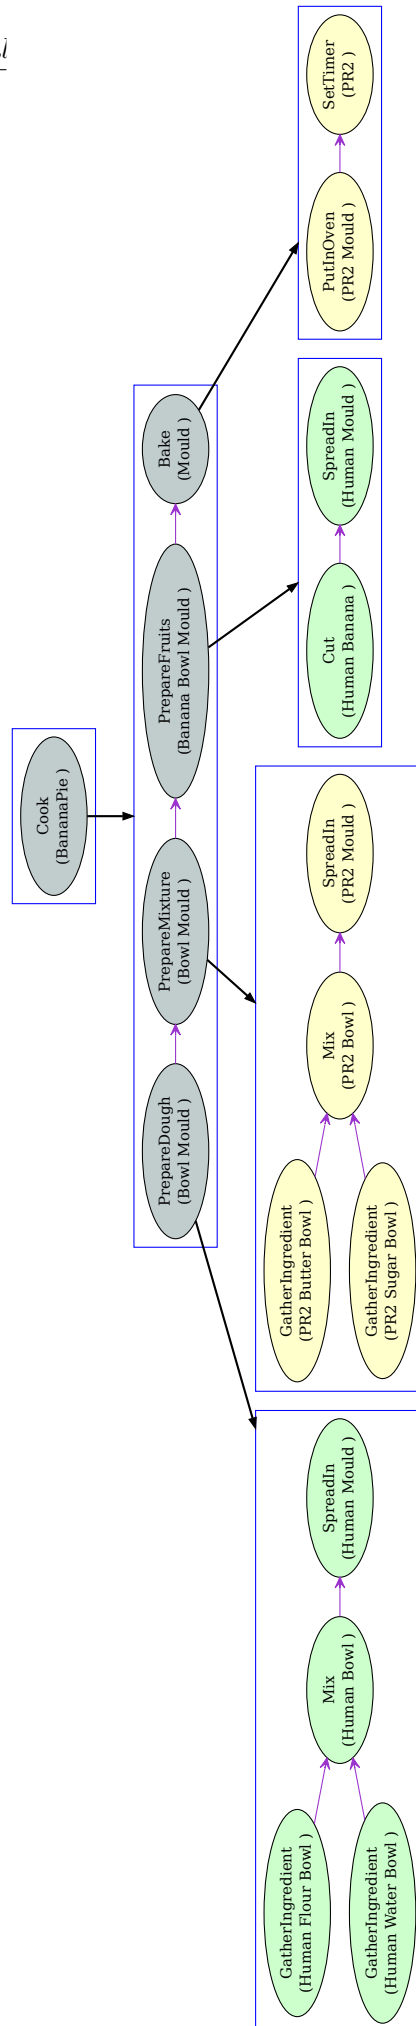 Cook
(BananaPie )
PrepareDough
(Bowl Mould )
PrepareMixture
(Bowl Mould )
PrepareFruits
(Banana Bowl Mould )
Bake
(Mould )
GatherIngredient
(Human Flour Bowl )
GatherIngredient
(Human Water Bowl )
Mix
(Human Bowl )
SpreadIn
(Human Mould )
GatherIngredient
(PR2 Butter Bowl )
GatherIngredient
(PR2 Sugar Bowl )
Mix
(PR2 Bowl )
SpreadIn
(PR2 Mould )
Cut
(Human Banana )
SpreadIn
(Human Mould )
PutInOven
(PR2 Mould )
SetTimer
(PR2 )